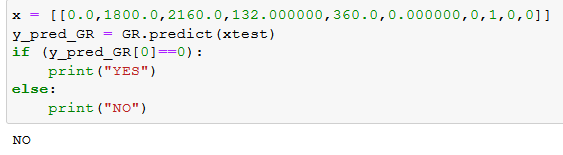 x = [[0.0,1800.0,2160.0,132.000000,360.0,0.000000,0,1,0,0]]
y_pred_GR = GR.predict(xtest)
if (y_pred_GR[0]==0):
    print("YES")
else:
    print("NO")
NO